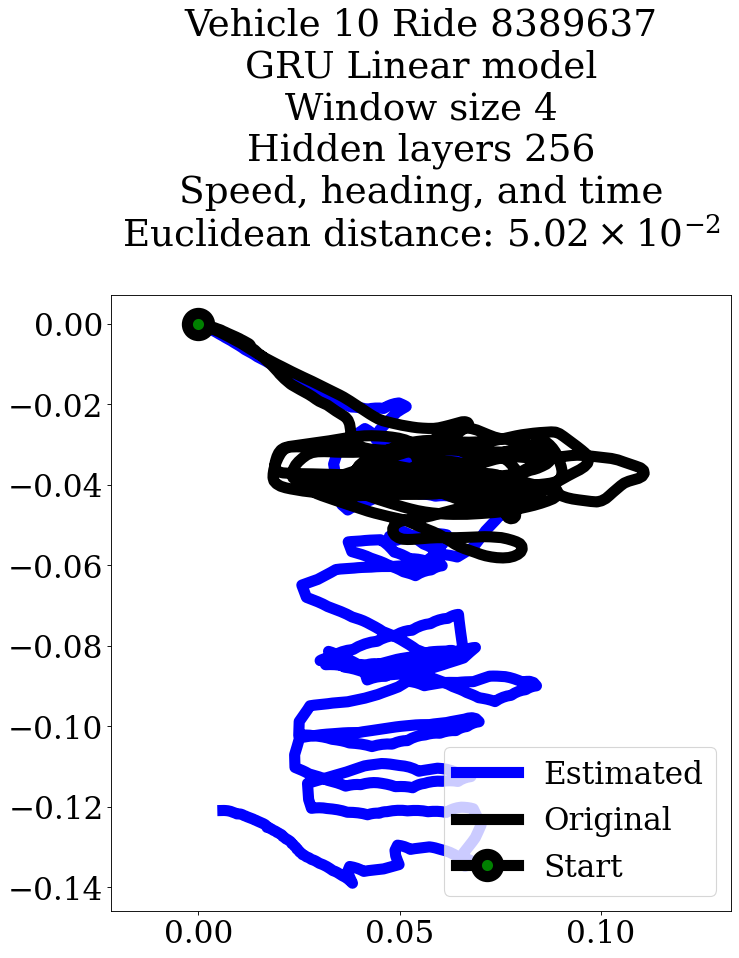 Vehicle 10 Ride 8389637
GRU Linear model
Window size 4
Hidden layers 256
Speed, heading, and time
Euclidean distance: 5.02 × 10⁻²
0.00
−0.02
−0.04
−0.06
−0.08
−0.10
−0.12
−0.14
Estimated
Original
Start
0.00 0.05 0.10